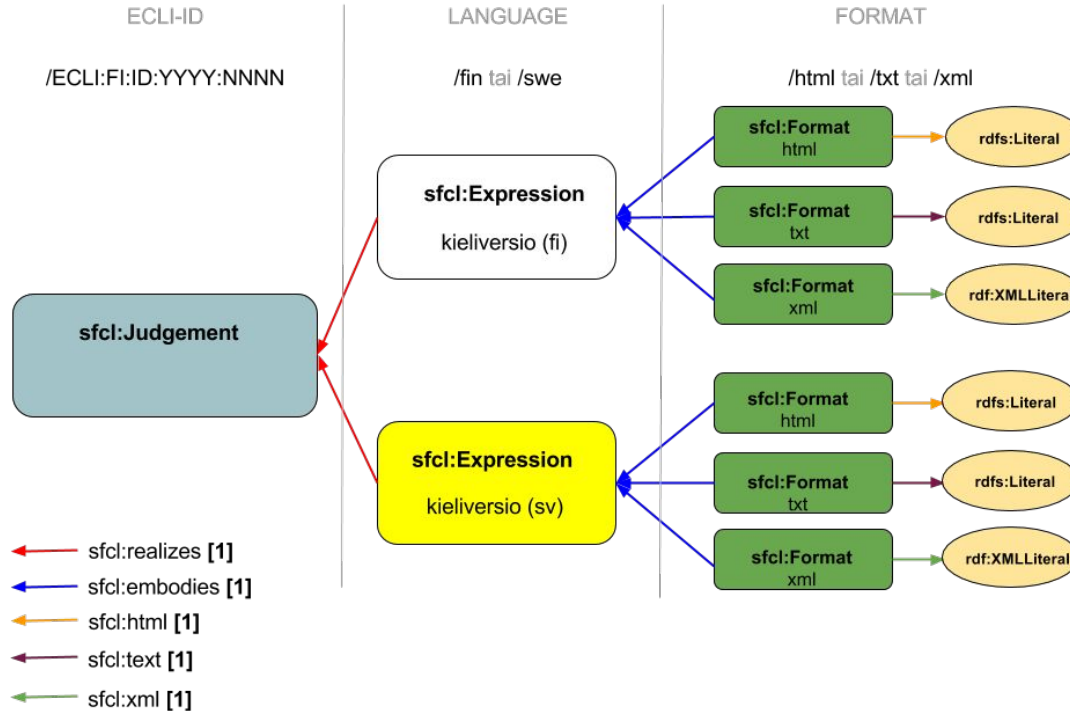 ECLI-ID
LANGUAGE
FORMAT
/ECLI:FI:ID:YYYY:NNNN
/fin tai /swe
/html tai /txt tai /xml
sfcl:Judgement
sfcl:Expression
kieliversio (fi)
sfcl:Expression
kieliversio (sv)
sfcl:Format
html
rdfs:Literal
sfcl:Format
txt
rdfs:Literal
sfcl:Format
xml
rdf:XMLLiteral
sfcl:Format
html
rdfs:Literal
sfcl:Format
txt
rdfs:Literal
sfcl:Format
xml
rdf:XMLLiteral
sfcl:realizes [1]
sfcl:embodies [1]
sfcl:html [1]
sfcl:text [1]
sfcl:xml [1]